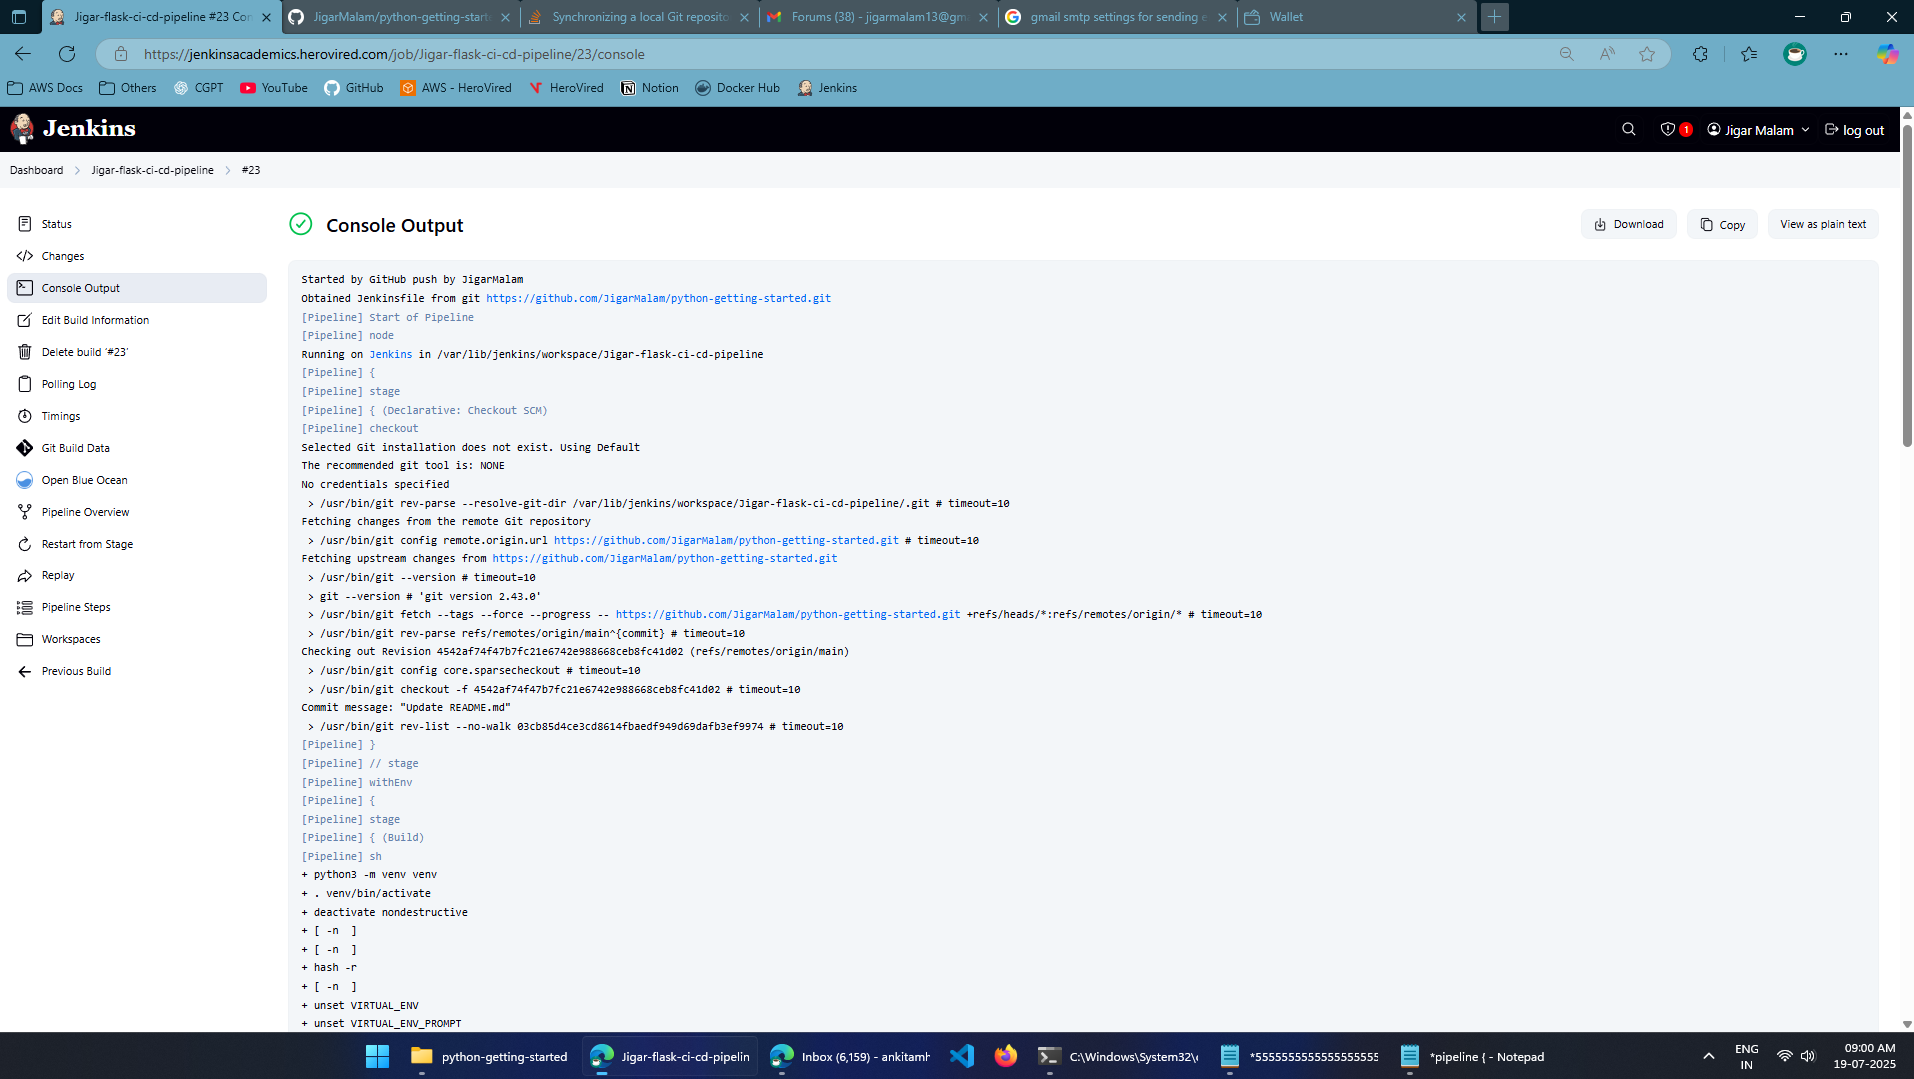 Jigar-flask-ci-cd-pipeline #23 Con
JigarMalam/python-getting-starte
Synchronizing a local Git reposito
Forums (38) - jigarmalam13@gma
gmail smtp settings for sending e
Wallet
https://jenkinsacademics.herovired.com/job/Jigar-flask-ci-cd-pipeline/23/console
AWS Docs
Others
CGPT
YouTube
GitHub
AWS - HeroVired
HeroVired
Notion
Docker Hub
Jenkins
Jenkins
1
Jigar Malam
log out
Dashboard
Jigar-flask-ci-cd-pipeline
#23
Status
Changes
Console Output
Edit Build Information
Delete build ‘#23’
Polling Log
Timings
Git Build Data
Open Blue Ocean
Pipeline Overview
Restart from Stage
Replay
Pipeline Steps
Workspaces
Previous Build
Console Output
Download
Copy
View as plain text
Started by GitHub push by JigarMalam
Obtained Jenkinsfile from git https://github.com/JigarMalam/python-getting-started.git
[Pipeline] Start of Pipeline
[Pipeline] node
Running on Jenkins in /var/lib/jenkins/workspace/Jigar-flask-ci-cd-pipeline
[Pipeline] {
[Pipeline] stage
[Pipeline] { (Declarative: Checkout SCM)
[Pipeline] checkout
Selected Git installation does not exist. Using Default
The recommended git tool is: NONE
No credentials specified
> /usr/bin/git rev-parse --resolve-git-dir /var/lib/jenkins/workspace/Jigar-flask-ci-cd-pipeline/.git # timeout=10
Fetching changes from the remote Git repository
> /usr/bin/git config remote.origin.url https://github.com/JigarMalam/python-getting-started.git # timeout=10
Fetching upstream changes from https://github.com/JigarMalam/python-getting-started.git
> /usr/bin/git --version # timeout=10
> git --version # 'git version 2.43.0'
> /usr/bin/git fetch --tags --force --progress -- https://github.com/JigarMalam/python-getting-started.git +refs/heads/*:refs/remotes/origin/* # timeout=10
> /usr/bin/git rev-parse refs/remotes/origin/main^{commit} # timeout=10
Checking out Revision 4542af74f47b7fc21e6742e988668ceb8fc41d02 (refs/remotes/origin/main)
> /usr/bin/git config core.sparsecheckout # timeout=10
> /usr/bin/git checkout -f 4542af74f47b7fc21e6742e988668ceb8fc41d02 # timeout=10
Commit message: "Update README.md"
> /usr/bin/git rev-list --no-walk 03cb85d4ce3cd8614fbaedf949d69dafb3ef9974 # timeout=10
[Pipeline] }
[Pipeline] // stage
[Pipeline] withEnv
[Pipeline] {
[Pipeline] stage
[Pipeline] { (Build)
[Pipeline] sh
+ python3 -m venv venv
+ . venv/bin/activate
+ deactivate nondestructive
+ [ -n  ]
+ [ -n  ]
+ hash -r
+ [ -n  ]
+ unset VIRTUAL_ENV
+ unset VIRTUAL_ENV_PROMPT
python-getting-started
Jigar-flask-ci-cd-pipelin
Inbox (6,159) - ankitamh
C:\Windows\System32\c
*55555555555555555555
*pipeline { - Notepad
ENG
IN
09:00 AM
19-07-2025